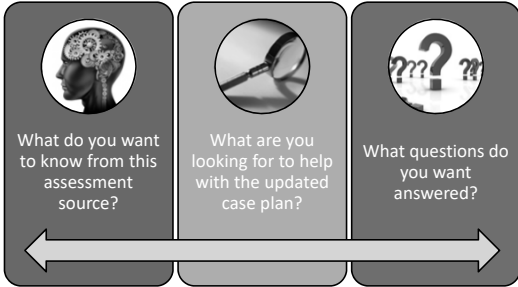 What do you want
to know from this
assessment
source?
What are you
looking for to help
with the updated
case plan?
What questions do
you want
answered?